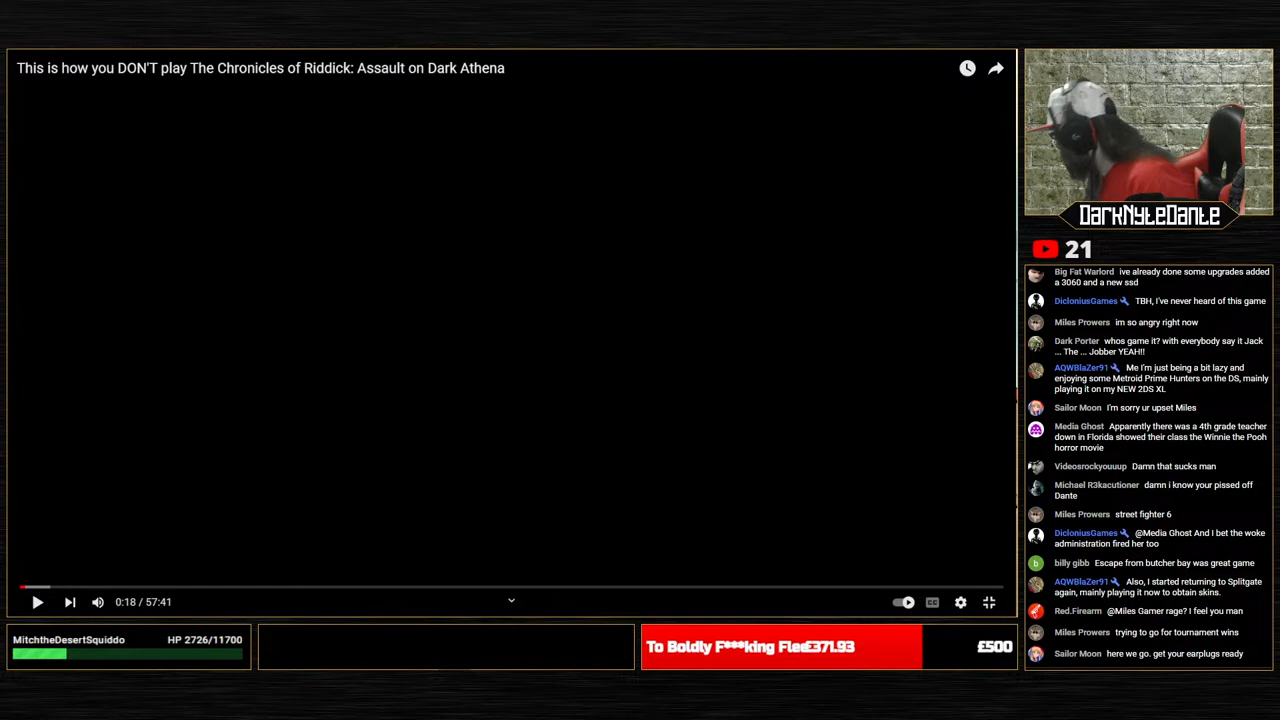 This is how you DON'T play The Chronicles of Riddick: Assault on Dark Athena
0:18 / 57:41
MitchtheDesertSquiddo
HP 2726/11700
To Boldly F***king Flee£371.93
£500
DarkNyteDante
21
Big Fat Warlord ive already done some upgrades added
a 3060 and a new ssd
DicloniusGames TBH, I've never heard of this game
Miles Prowers im so angry right now
Dark Porter whos game it? with everybody say it Jack
... The ... Jobber YEAH!!
AQWBlaZer91 Me I'm just being a bit lazy and
enjoying some Metroid Prime Hunters on the DS, mainly
playing it on my NEW 2DS XL
Sailor Moon I'm sorry ur upset Miles
Media Ghost Apparently there was a 4th grade teacher
down in Florida showed their class the Winnie the Pooh
horror movie
Videosrockyouuup Damn that sucks man
Michael R3kacutioner damn i know your pissed off
Dante
Miles Prowers street fighter 6
DicloniusGames @Media Ghost And I bet the woke
administration fired her too
b billy gibb Escape from butcher bay was great game
AQWBlaZer91 Also, I started returning to Splitgate
again, mainly playing it now to obtain skins.
Red.Firearm @Miles Gamer rage? I feel you man
Miles Prowers trying to go for tournament wins
Sailor Moon here we go. get your earplugs ready